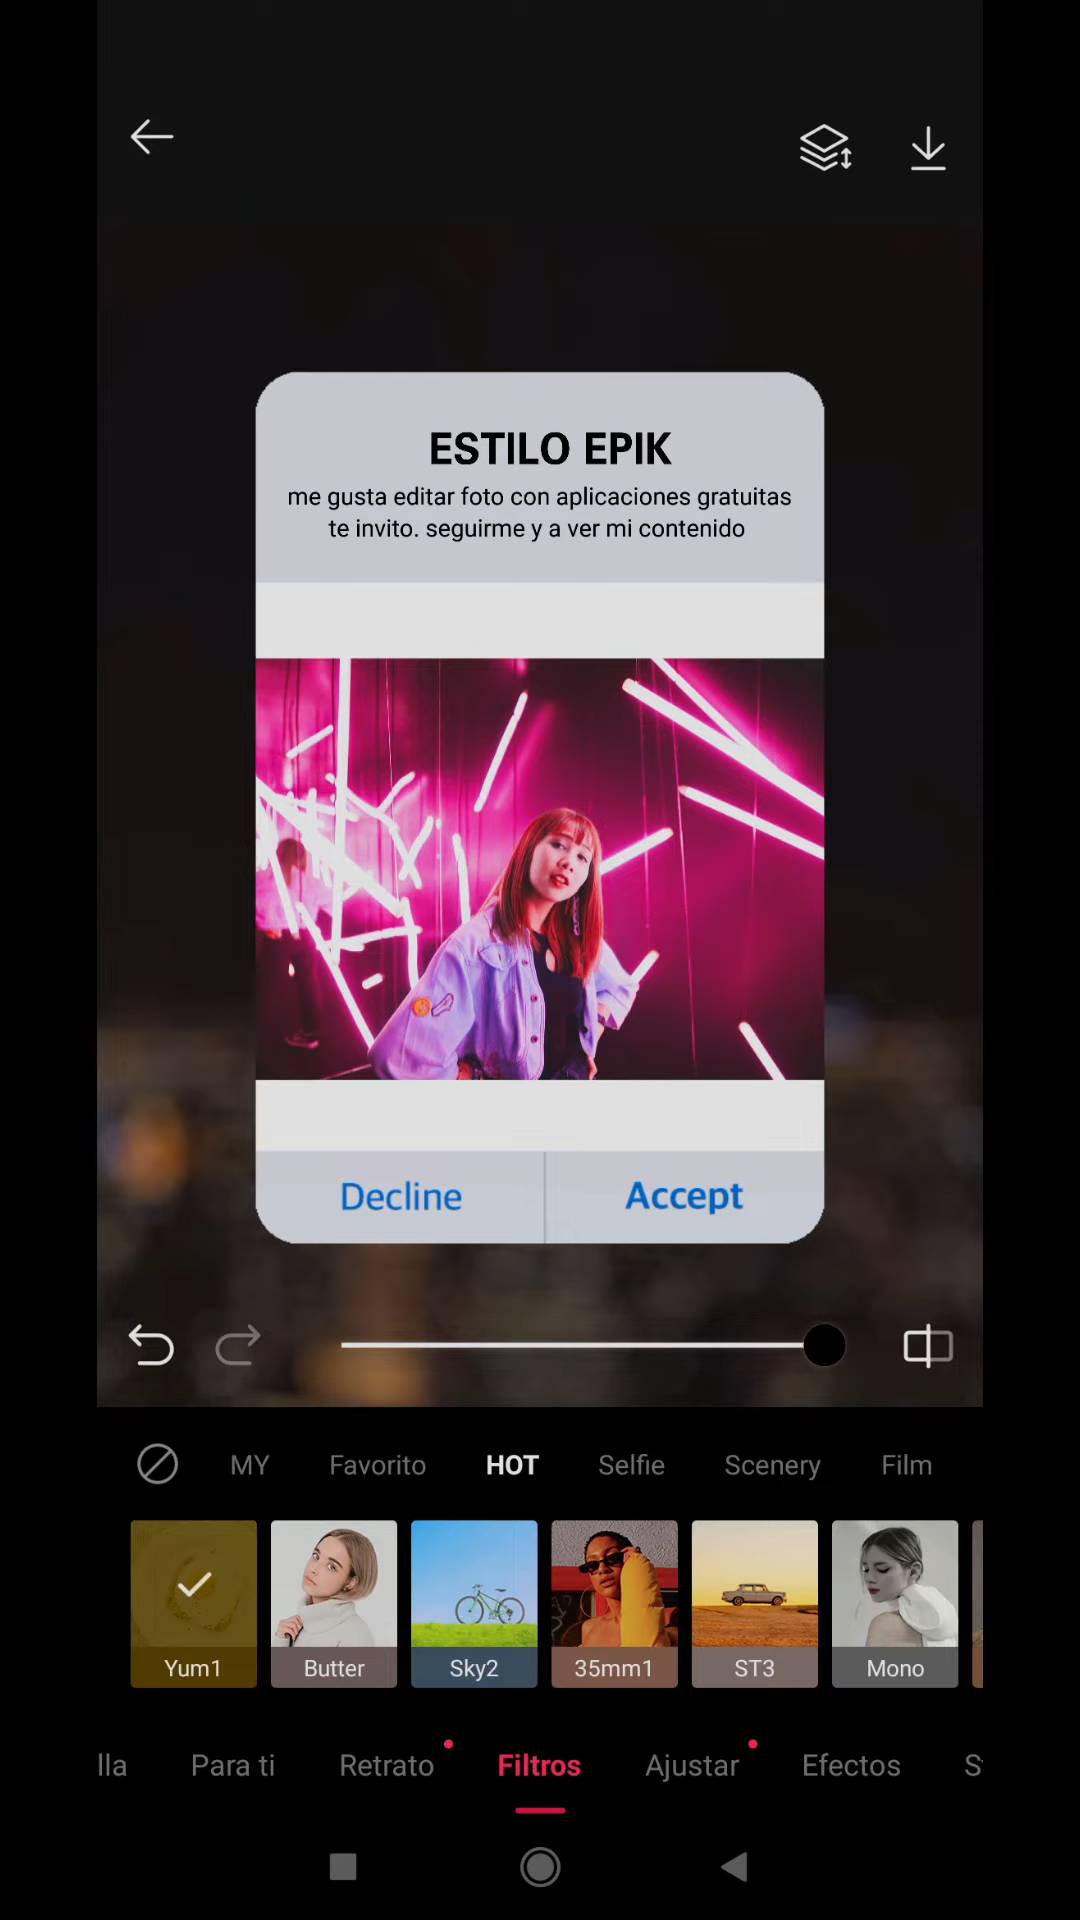 ESTILO EPIK
me gusta editar foto con aplicaciones gratuitas
te invito. seguirme y a ver mi contenido
Decline Accept
MY Favorito HOT Selfie Scenery Film
Yum1 Butter Sky2 35mm1 ST3 Mono
lla Para ti Retrato Filtros Ajustar Efectos